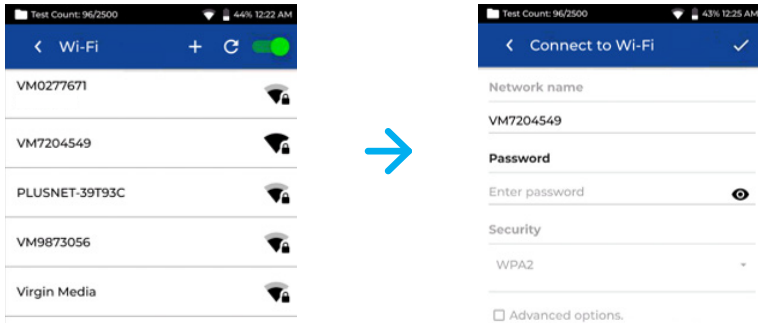 Test Count: 96/2500 44% 12:22 AM
Wi-Fi
VM0277671
VM7204549
PLUSNET-39T93C
VM9873056
Virgin Media
Test Count: 96/2500 43% 12:25 AM
Connect to Wi-Fi
Network name
VM7204549
Password
Enter password
Security
WPA2
Advanced options.